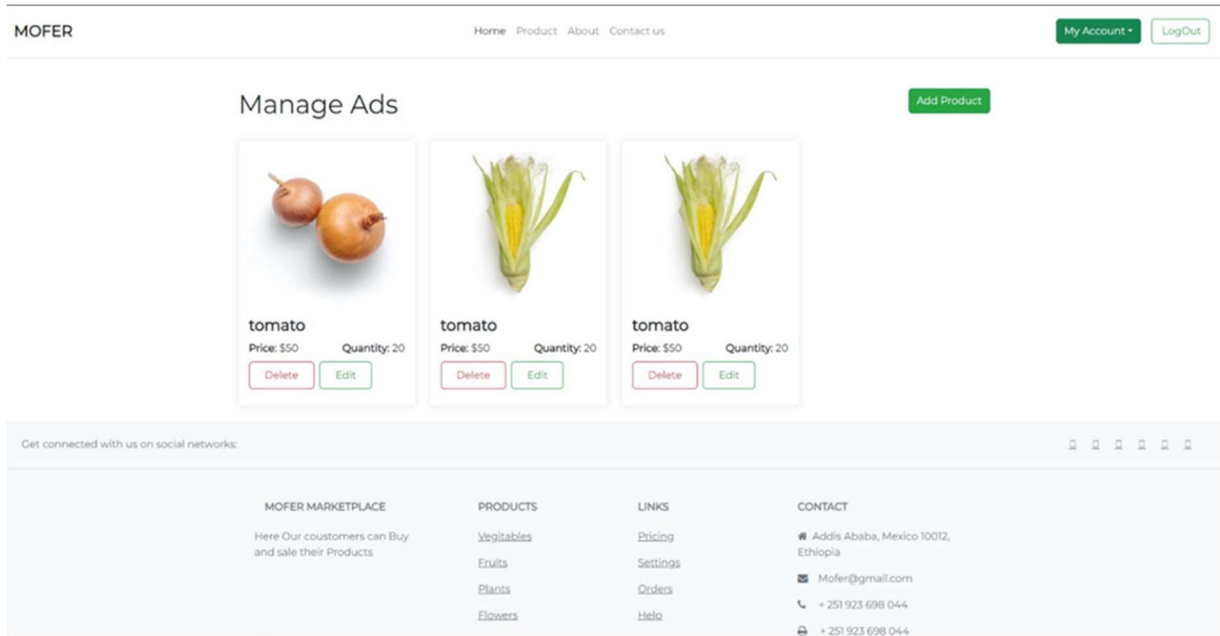 MOFER
Home Product About Contact us
My Account
LogOut
Manage Ads
Add Product
tomato
Price: $50 Quantity: 20
Delete Edit
tomato
Price: $50 Quantity: 20
Delete Edit
tomato
Price: $50 Quantity: 20
Delete Edit
Get connected with us on social networks:
MOFER MARKETPLACE
Here Our coustomers can Buy
and sale their Products
PRODUCTS
Vegitables
Fruits
Plants
Flowers
LINKS
Pricing
Settings
Orders
Help
CONTACT
Addis Ababa, Mexico 10012,
Ethiopia
Mofer@gmail.com
+ 251 923 698 044
+ 251 923 698 044